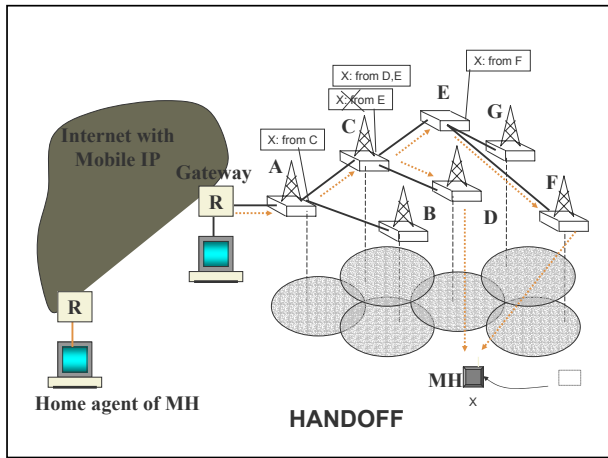 X: from D,E
X: from E
X: from F
E
G
C
X: from C
A
Internet with
Mobile IP
Gateway
R
F
B
D
R
MH
X
Home agent of MH
HANDOFF